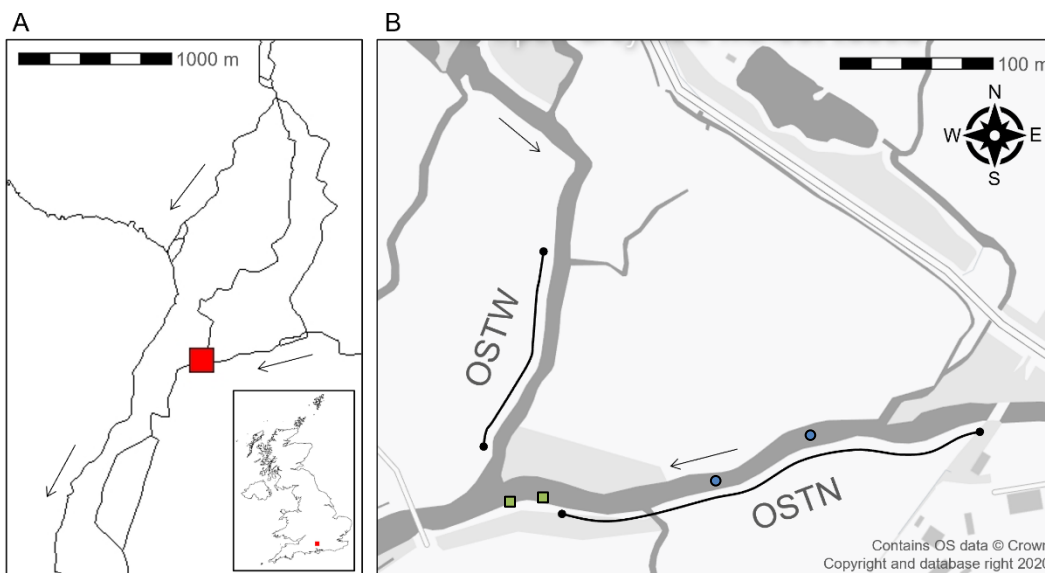 A
B
1000 m
100 m
N
W
E
S
OSTW
OSTN
Contains OS data © Crown
Copyright and database right 2020